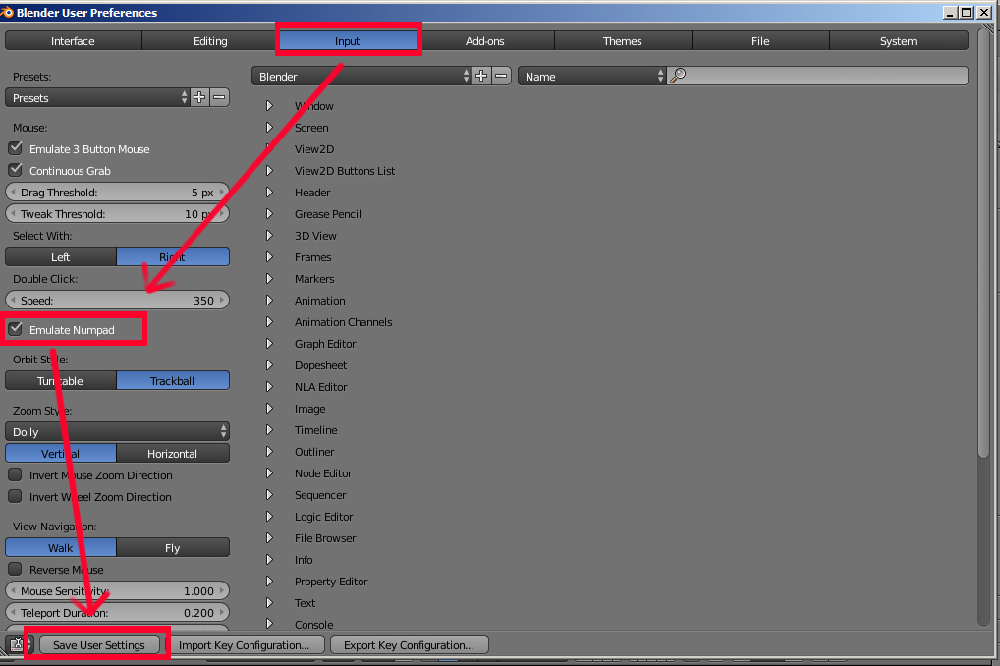 Blender User Preferences
Interface Editing Input Add-ons Themes File System
Presets:
Presets
Blender
Name
Mouse:
Emulate 3 Button Mouse
Continuous Grab
Drag Threshold: 5 px
Tweak Threshold: 10 px
Select With:
Left Right
Double Click:
Speed: 350
Emulate Numpad
Orbit Style:
Turntable Trackball
Zoom Style:
Dolly
Vertical Horizontal
Invert Mouse Zoom Direction
Invert Wheel Zoom Direction
View Navigation:
Walk Fly
Reverse Mouse
Mouse Sensitivity: 1.000
Teleport Duration: 0.200
Window
Screen
View2D
View2D Buttons List
Header
Grease Pencil
3D View
Frames
Markers
Animation
Animation Channels
Graph Editor
Dopesheet
NLA Editor
Image
Timeline
Outliner
Node Editor
Sequencer
Logic Editor
File Browser
Info
Property Editor
Text
Console
Save User Settings Import Key Configuration... Export Key Configuration...